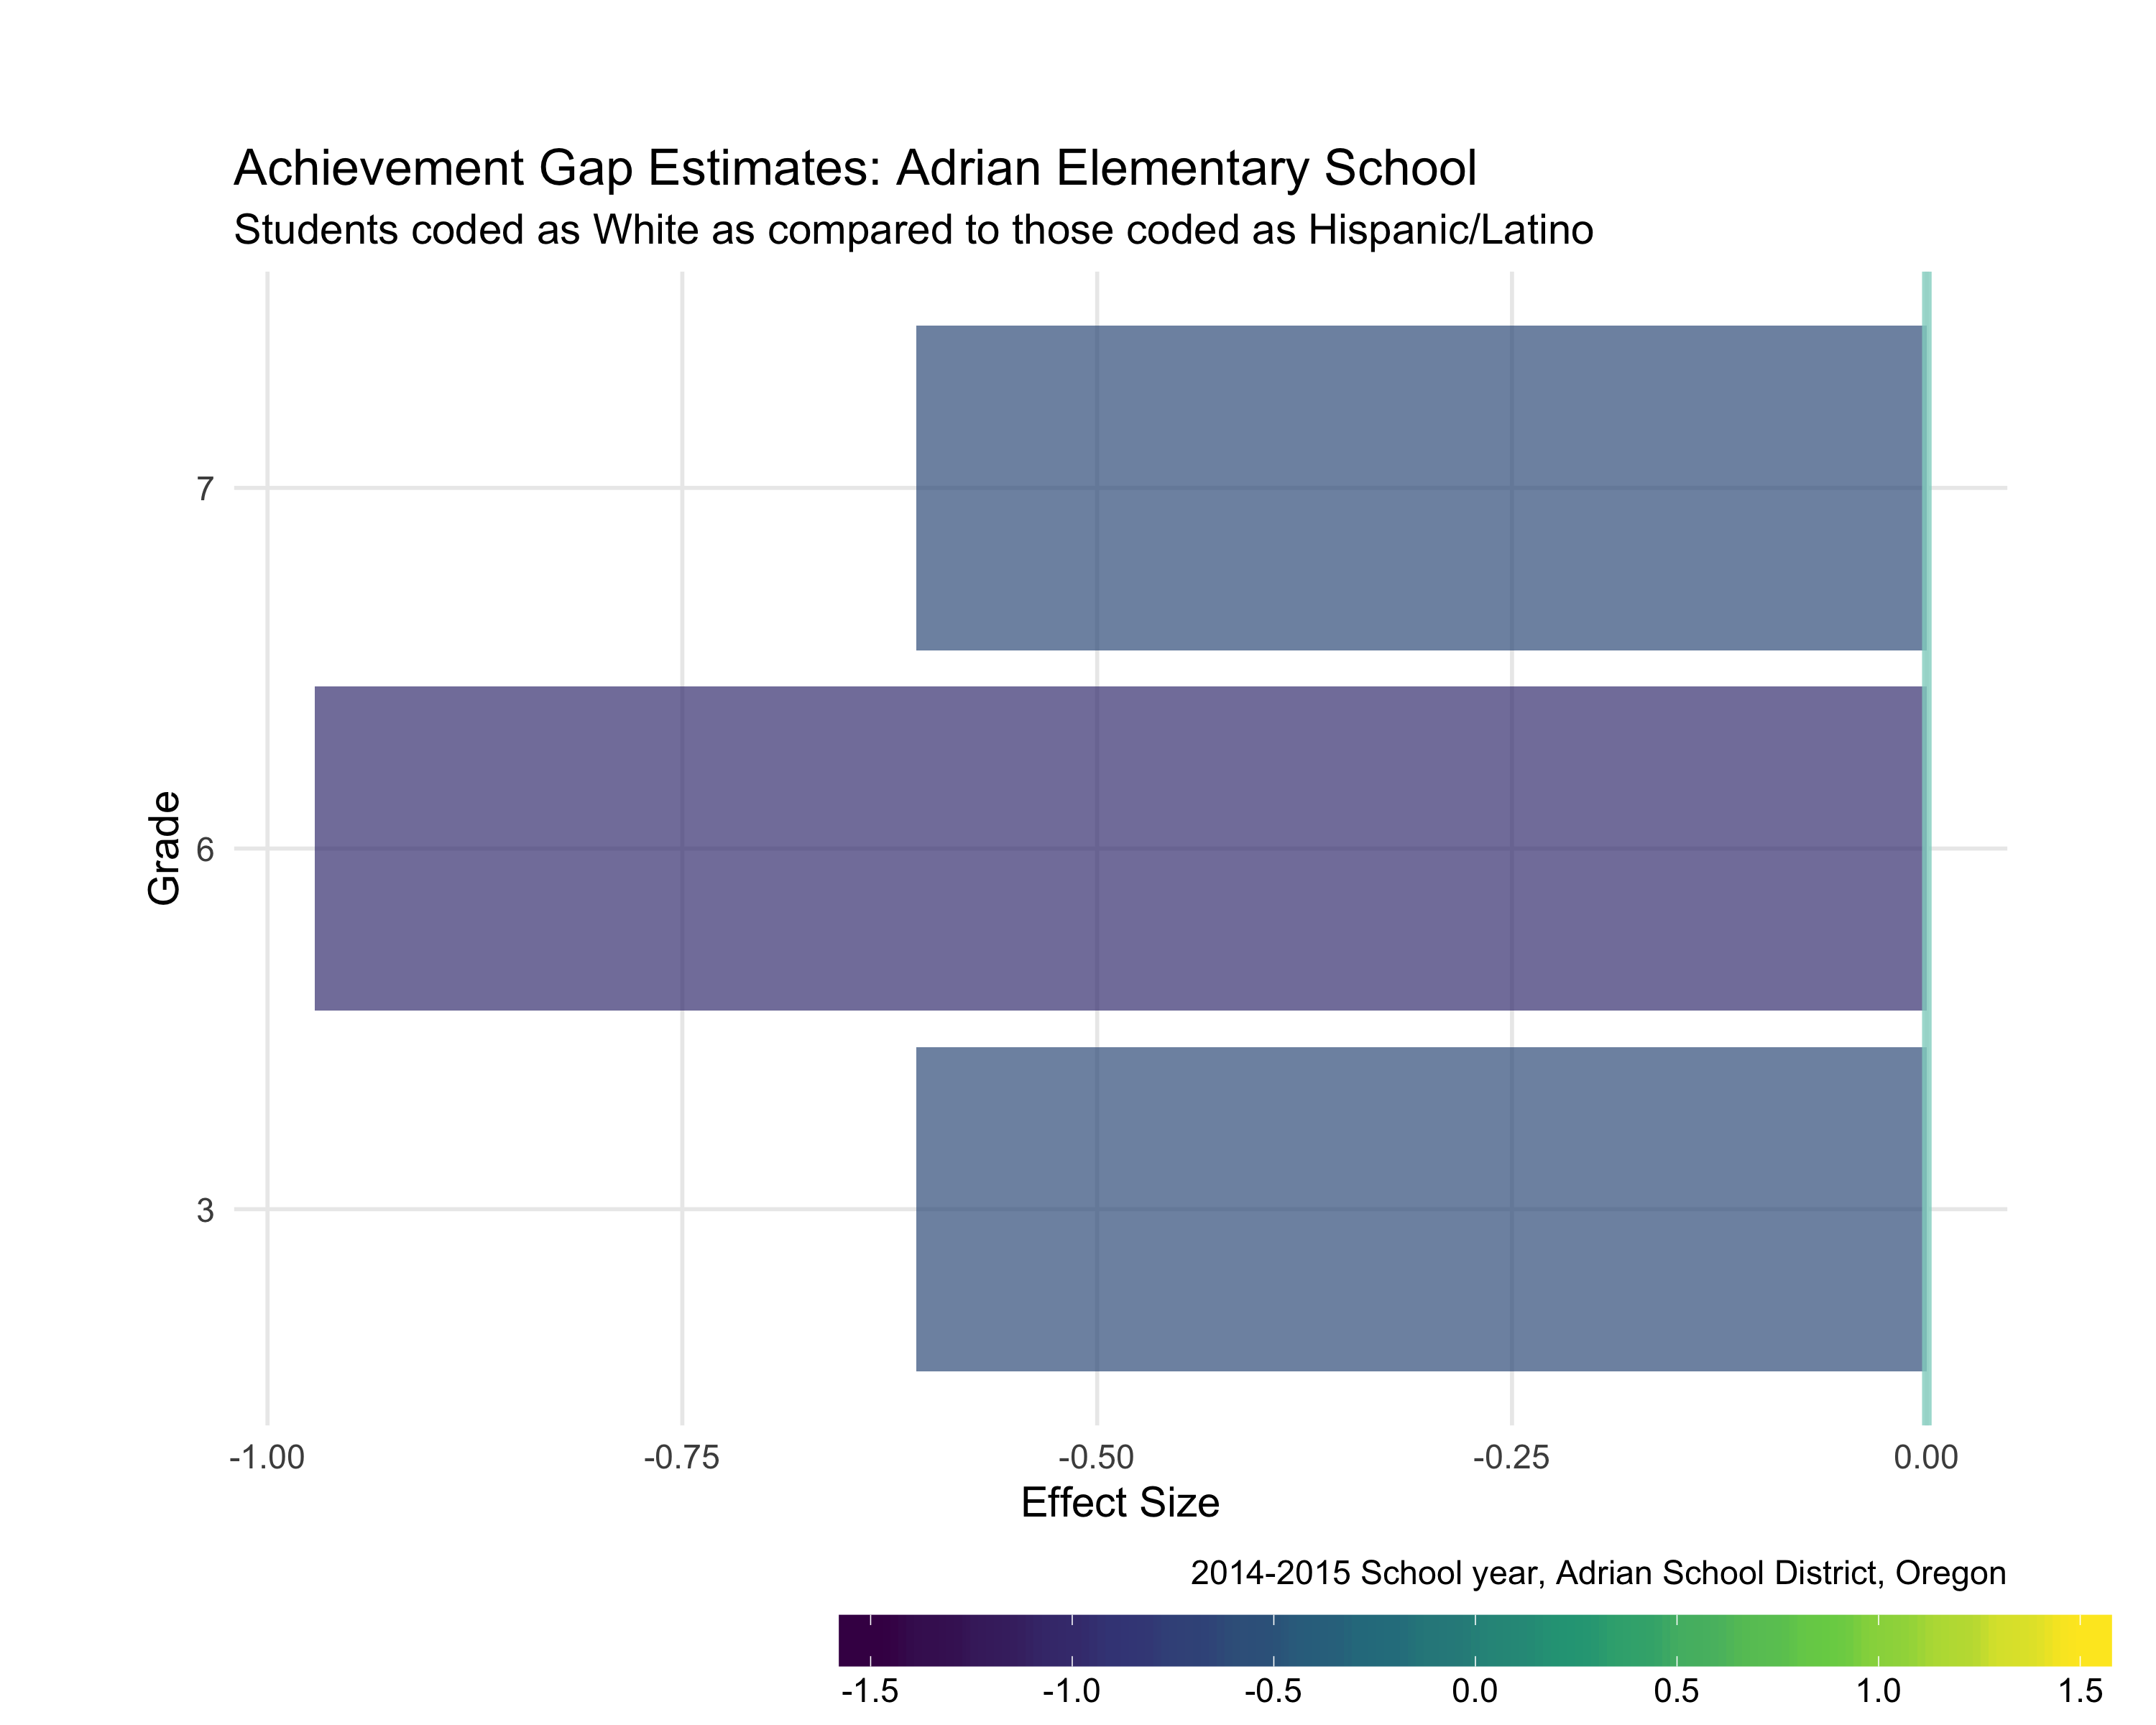 Achievement Gap Estimates: Adrian Elementary School
Students coded as White as compared to those coded as Hispanic/Latino
7
6
3
Grade
-1.00 -0.75 -0.50 -0.25 0.00
Effect Size
2014-2015 School year, Adrian School District, Oregon
-1.5 -1.0 -0.5 0.0 0.5 1.0 1.5